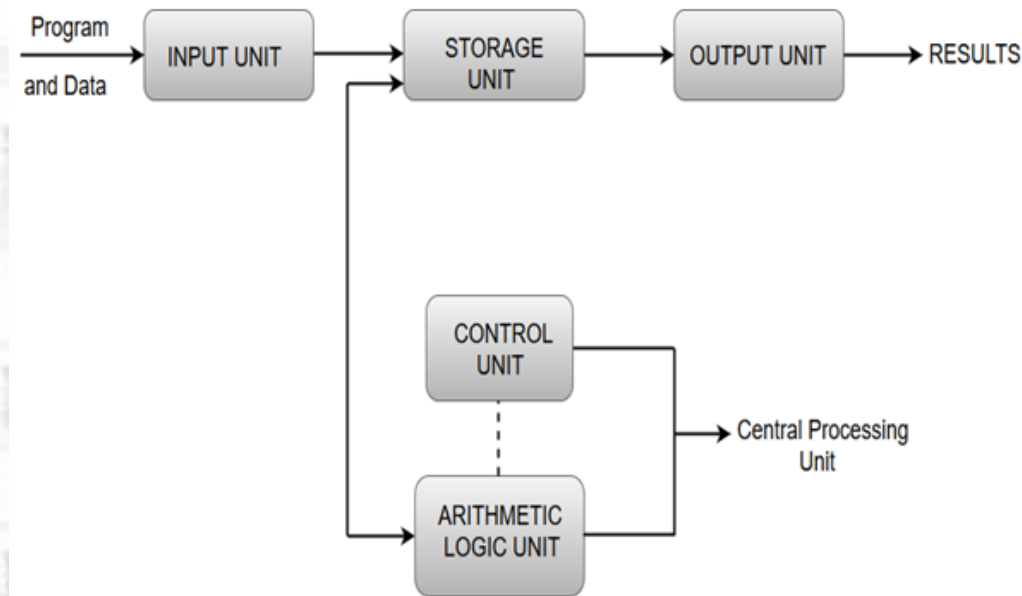 Program
and Data
INPUT UNIT
STORAGE
UNIT
OUTPUT UNIT
RESULTS
CONTROL
UNIT
ARITHMETIC
LOGIC UNIT
Central Processing
Unit